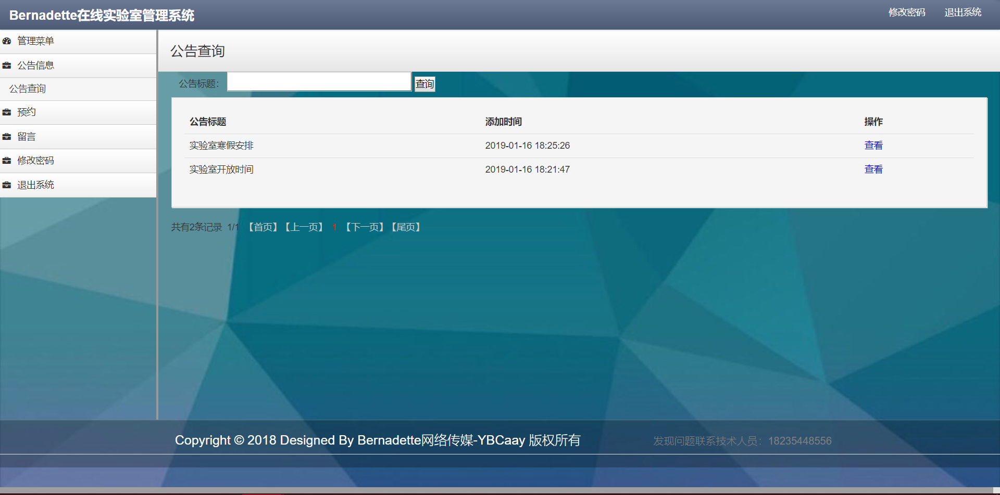 Bernadette在线实验室管理系统
修改密码 退出系统
管理菜单
公告信息
公告查询
预约
留言
修改密码
退出系统
公告查询
公告标题： 查询
公告标题 添加时间 操作
实验室寒假安排 2019-01-16 18:25:26 查看
实验室开放时间 2019-01-16 18:21:47 查看
共有2条记录 1/1 【首页】【上一页】 1 【下一页】【尾页】
Copyright © 2018 Designed By Bernadette网络传媒-YBCaay 版权所有 发现问题联系技术人员：18235448556